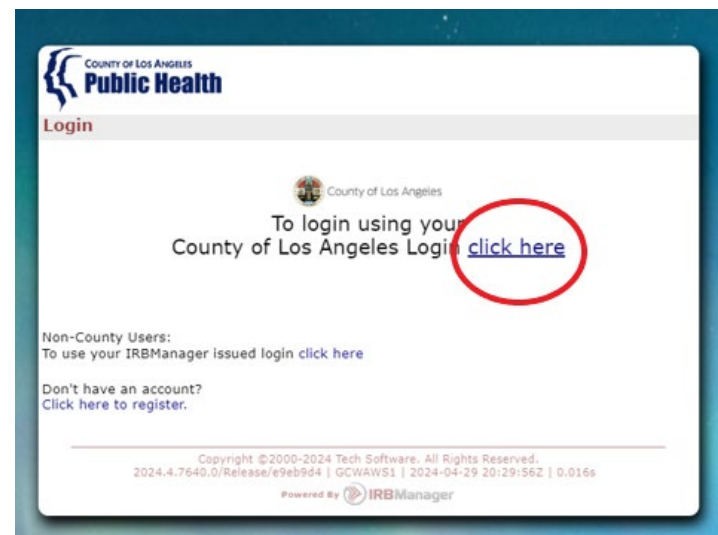 County of Los Angeles
Public Health
Login
County of Los Angeles
To login using your
County of Los Angeles Login click here
Non-County Users:
To use your IRBManager issued login click here
Don't have an account?
Click here to register.
Copyright ©2000-2024 Tech Software. All Rights Reserved.
2024.4.7640.0/Release/e9eb9d4 | GCWAWS1 | 2024-04-29 20:29:56Z | 0.016s
Powered By IRBManager